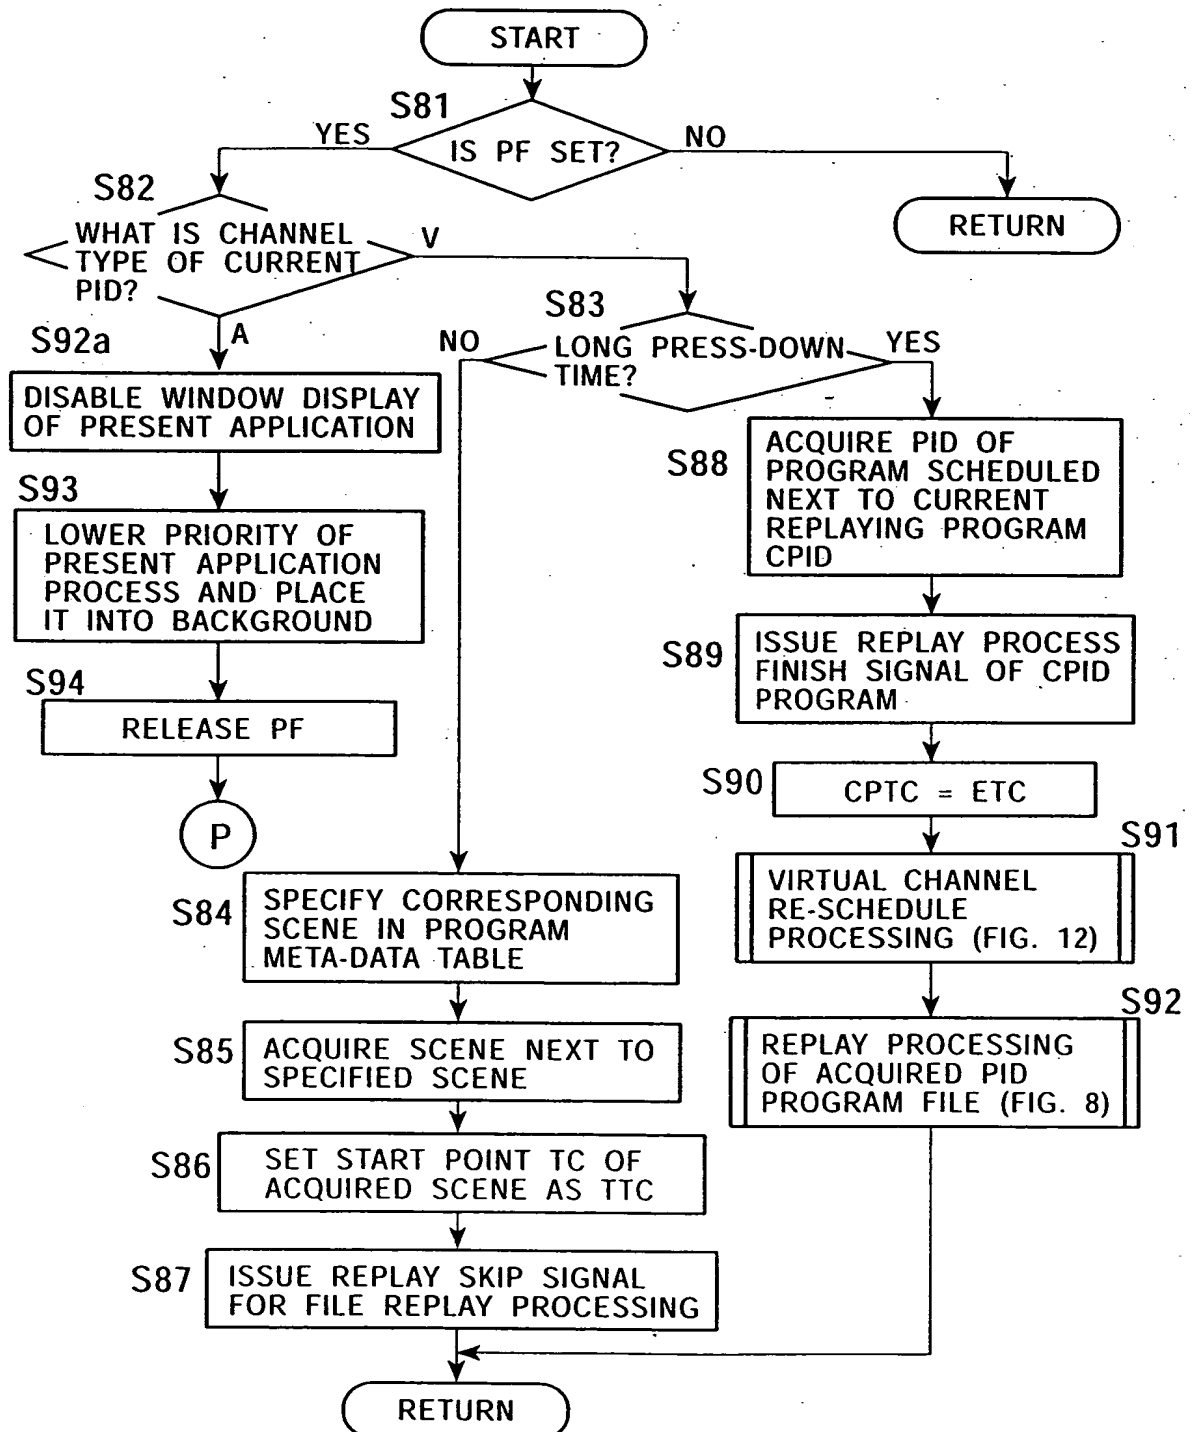 START
S81
YES
IS PF SET?
NO
RETURN
S82
WHAT IS CHANNEL
TYPE OF CURRENT
PID?
V
A
S83
NO
LONG PRESS-DOWN
TIME?
YES
S92a
DISABLE WINDOW DISPLAY
OF PRESENT APPLICATION
S93
LOWER PRIORITY OF
PRESENT APPLICATION
PROCESS AND PLACE
IT INTO BACKGROUND
S94
RELEASE PF
P
S88
ACQUIRE PID OF
PROGRAM SCHEDULED
NEXT TO CURRENT
REPLAYING PROGRAM
CPID
S89
ISSUE REPLAY PROCESS
FINISH SIGNAL OF CPID
PROGRAM
S90
CPTC = ETC
S91
VIRTUAL CHANNEL
RE-SCHEDULE
PROCESSING (FIG. 12)
S92
REPLAY PROCESSING
OF ACQUIRED PID
PROGRAM FILE (FIG. 8)
S84
SPECIFY CORRESPONDING
SCENE IN PROGRAM
META-DATA TABLE
S85
ACQUIRE SCENE NEXT TO
SPECIFIED SCENE
S86
SET START POINT TC OF
ACQUIRED SCENE AS TTC
S87
ISSUE REPLAY SKIP SIGNAL
FOR FILE REPLAY PROCESSING
RETURN